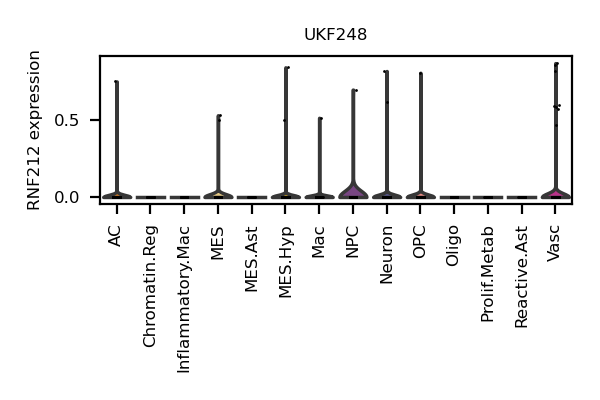 UKF248
RNF212 expression
0.5
0.0
AC
Chromatin.Reg
Inflammatory.Mac
MES
MES.Ast
MES.Hyp
Mac
NPC
Neuron
OPC
Oligo
Prolif.Metab
Reactive.Ast
Vasc